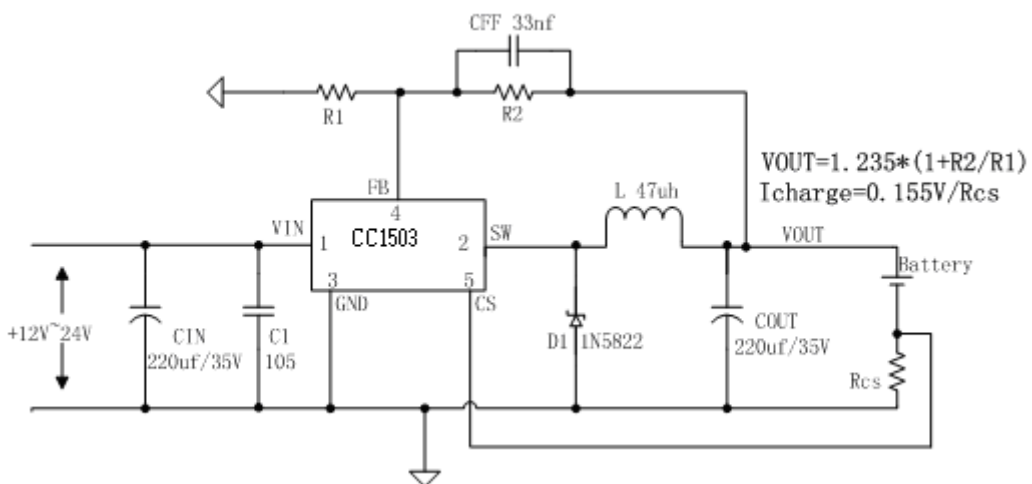 CFF 33nf
R1
R2
VOUT=1.235*(1+R2/R1)
Icharge=0.155V/Rcs
FB
4
L 47uh
VIN
1
CC1503
2
SW
VOUT
Battery
3
5
GND
CS
+12V~24V
CIN
220uf/35V
C1
105
D1
1N5822
COUT
220uf/35V
Rcs